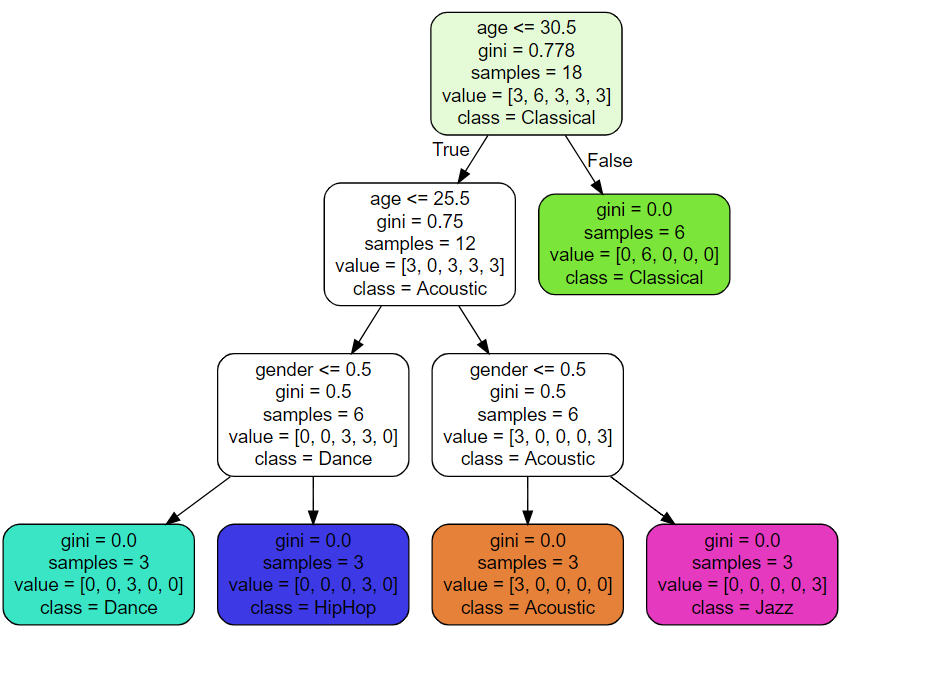 age <= 30.5
gini = 0.778
samples = 18
value = [3, 6, 3, 3, 3]
class = Classical
True
False
age <= 25.5
gini = 0.75
samples = 12
value = [3, 0, 3, 3, 3]
class = Acoustic
gini = 0.0
samples = 6
value = [0, 6, 0, 0, 0]
class = Classical
gender <= 0.5
gini = 0.5
samples = 6
value = [0, 0, 3, 3, 0]
class = Dance
gender <= 0.5
gini = 0.5
samples = 6
value = [3, 0, 0, 0, 3]
class = Acoustic
gini = 0.0
samples = 3
value = [0, 0, 3, 0, 0]
class = Dance
gini = 0.0
samples = 3
value = [0, 0, 0, 3, 0]
class = HipHop
gini = 0.0
samples = 3
value = [3, 0, 0, 0, 0]
class = Acoustic
gini = 0.0
samples = 3
value = [0, 0, 0, 0, 3]
class = Jazz